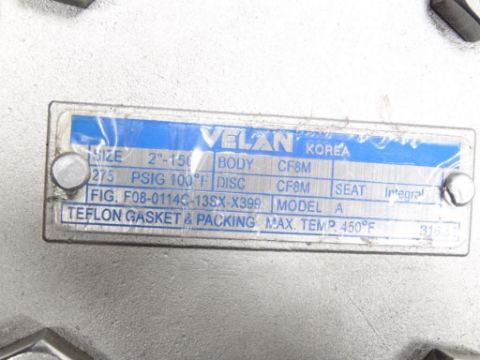 VELAN
KOREA
SIZE 2"-150 BODY CF8M
275 PSIG 100°F DISC CF8M SEAT Integral
FIG. F08-0114C-13SX-X399 MODEL A
TEFLON GASKET & PACKING MAX. TEMP. 450°F